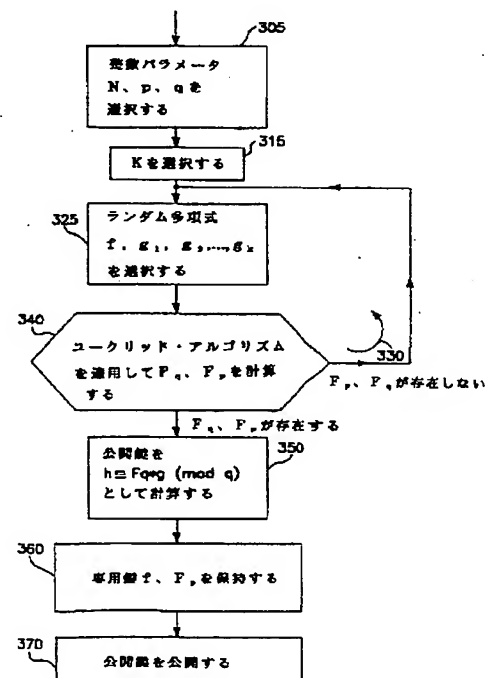 305
整数パラメータ
N、p、qを
選択する
315
Kを選択する
325
ランダム多項式
f、g₁、g₂,...,gₖ
を選択する
340
ユークリッド・アルゴリズム
を適用してFq、Fpを計算
する
330
Fp、Fqが存在しない
Fq、Fpが存在する
350
公開鍵を
h≡Fq*g (mod q)
として計算する
360
専用鍵f、Fpを保持する
370
公開鍵を公開する